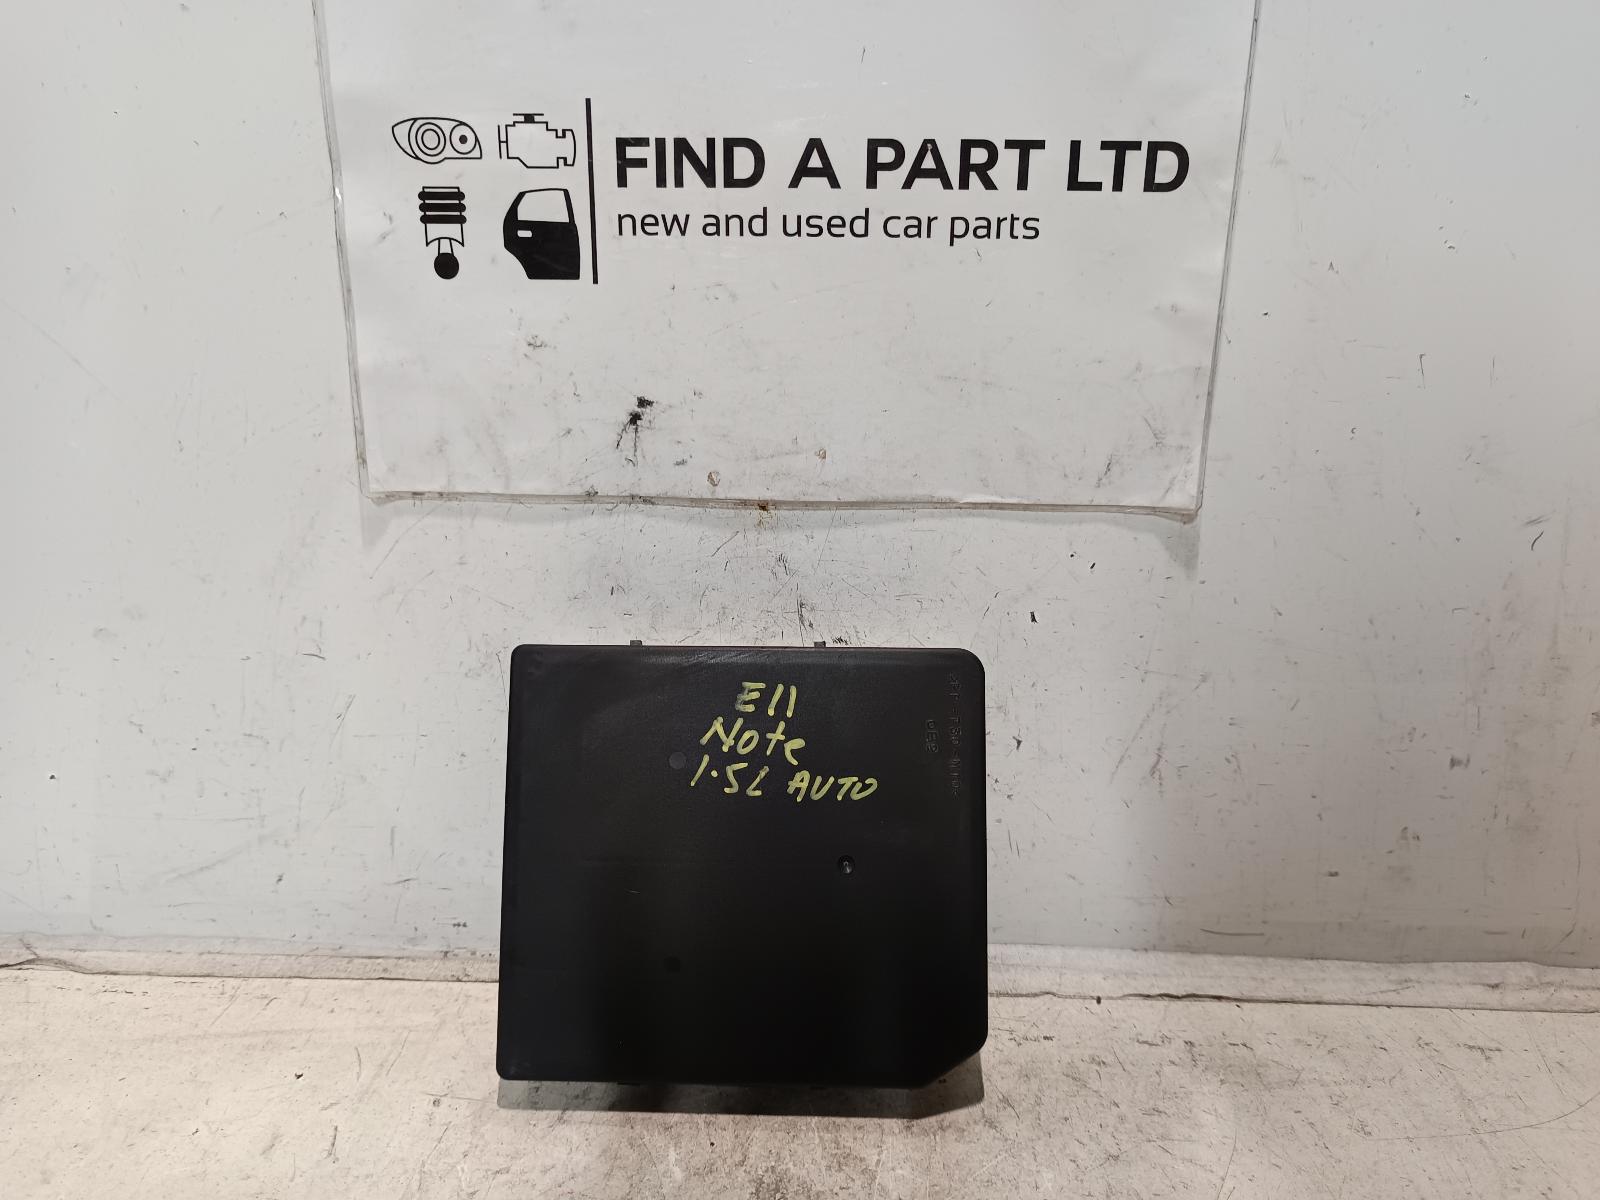 FIND A PART LTD
new and used car parts
E11
Note
1.5L AUTO